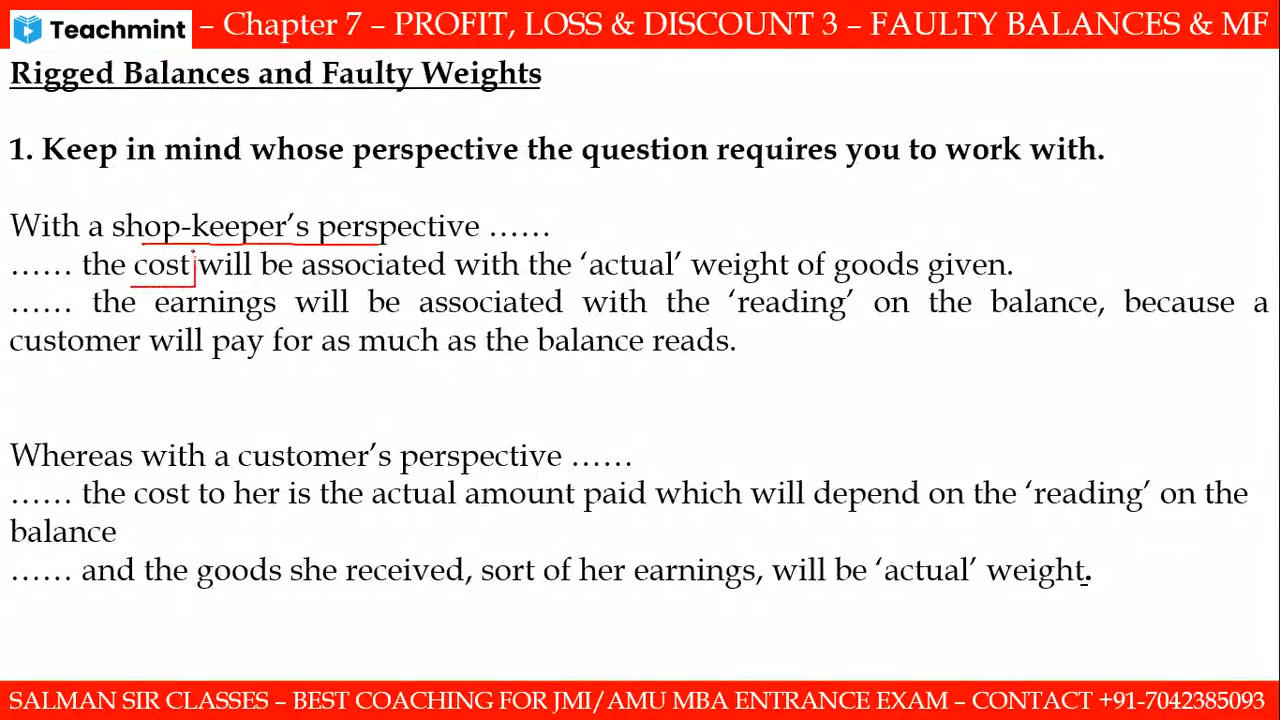 Teachmint – Chapter 7 – PROFIT, LOSS & DISCOUNT 3 – FAULTY BALANCES & MF
Rigged Balances and Faulty Weights
1. Keep in mind whose perspective the question requires you to work with.
With a shop-keeper’s perspective ……
…… the cost will be associated with the ‘actual’ weight of goods given.
…… the earnings will be associated with the ‘reading’ on the balance, because a
customer will pay for as much as the balance reads.
Whereas with a customer’s perspective ……
…… the cost to her is the actual amount paid which will depend on the ‘reading’ on the
balance
…… and the goods she received, sort of her earnings, will be ‘actual’ weight.
SALMAN SIR CLASSES – BEST COACHING FOR JMI/AMU MBA ENTRANCE EXAM – CONTACT +91-7042385093